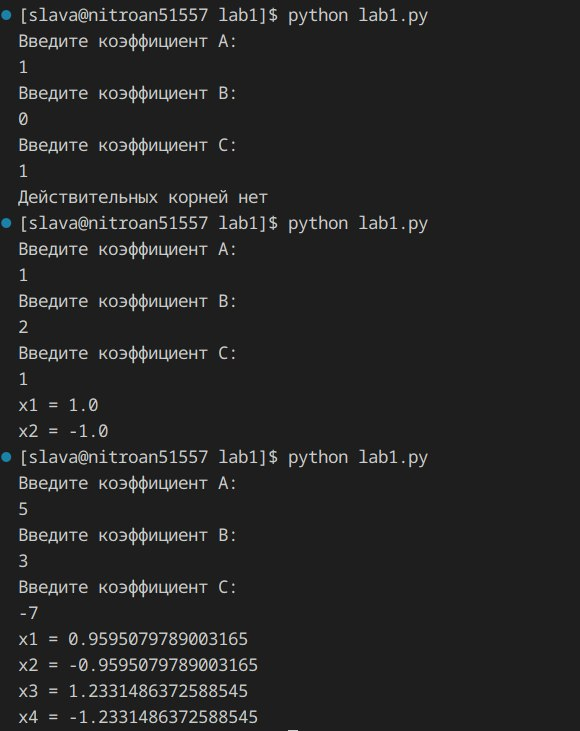 [slava@nitroan51557 lab1]$ python lab1.py
Введите коэффициент A:
1
Введите коэффициент B:
0
Введите коэффициент C:
1
Действительных корней нет
[slava@nitroan51557 lab1]$ python lab1.py
Введите коэффициент A:
1
Введите коэффициент B:
2
Введите коэффициент C:
1
x1 = 1.0
x2 = -1.0
[slava@nitroan51557 lab1]$ python lab1.py
Введите коэффициент A:
5
Введите коэффициент B:
3
Введите коэффициент C:
-7
x1 = 0.9595079789003165
x2 = -0.9595079789003165
x3 = 1.2331486372588545
x4 = -1.2331486372588545